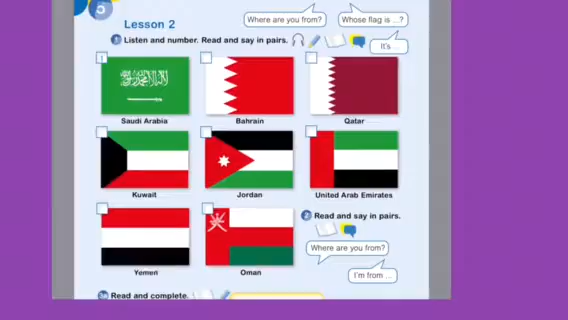 5
Lesson 2
Where are you from?
Whose flag is ...?
1 Listen and number. Read and say in pairs.
It's ...
1
Saudi Arabia
Bahrain
Qatar
Kuwait
Jordan
United Arab Emirates
Yemen
Oman
2 Read and say in pairs.
Where are you from?
I'm from ...
3a Read and complete.